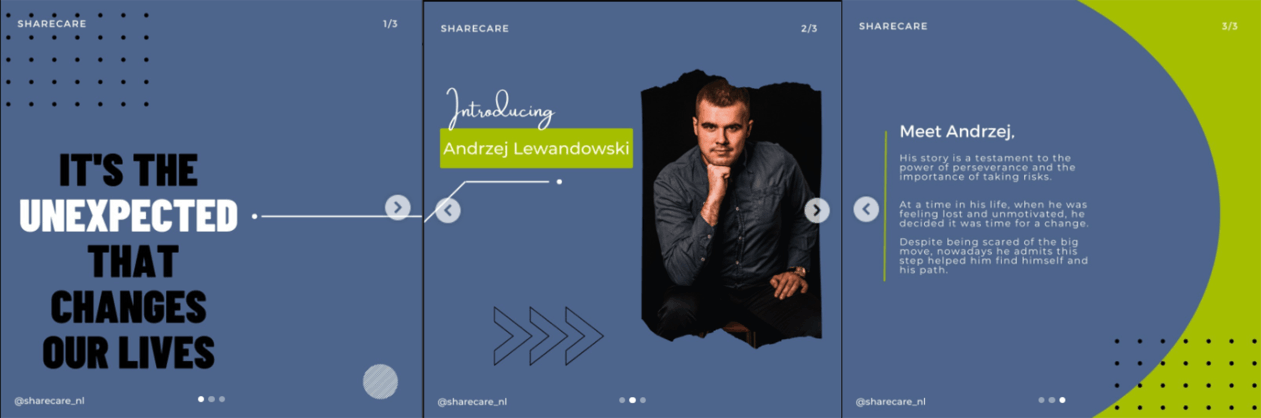 SHARECARE
1/3
IT'S THE
UNEXPECTED
THAT
CHANGES
OUR LIVES
@sharecare_nl
SHARECARE
2/3
Introducing
Andrzej Lewandowski
@sharecare_nl
SHARECARE
3/3
Meet Andrzej.
His story is a testament to the
power of perseverance and the
importance of taking risks.
At a time in his life, when he was
feeling lost and unmotivated, he
decided it was time for a change.
Despite being scared of the big
move, nowadays he admits this
step helped him find himself and
his path.
@sharecare_nl